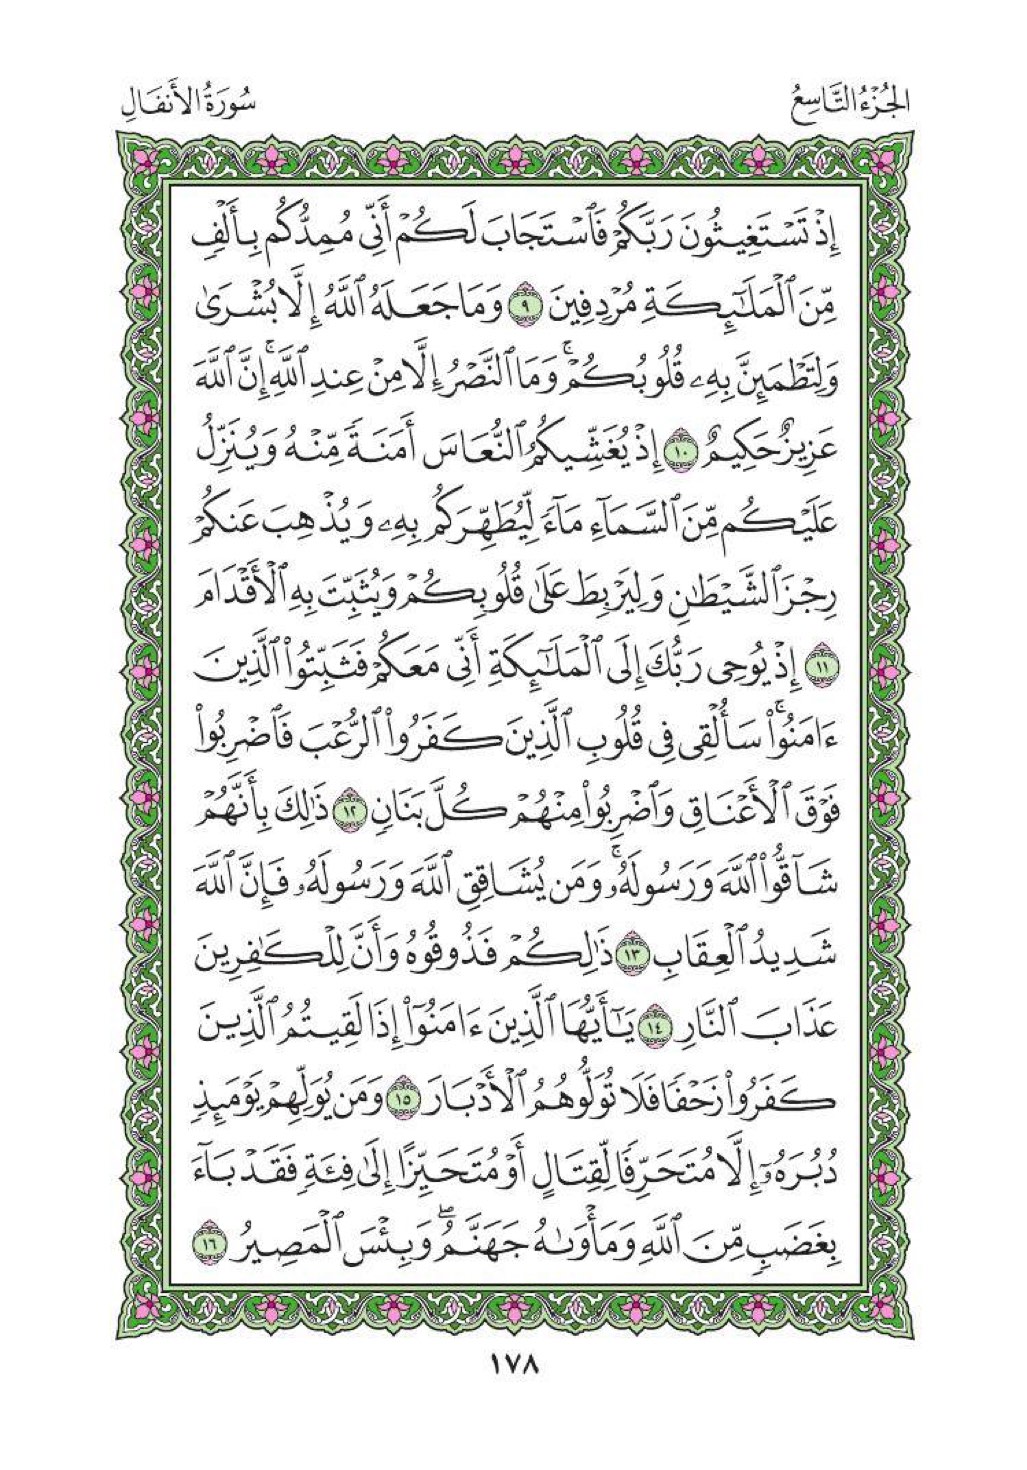 الجُزْءُ التَّاسِعُ
سُورَةُ الأَنفَالِ
إِذْ تَسْتَغِيثُونَ رَبَّكُمْ فَٱسْتَجَابَ لَكُمْ أَنِّي مُمِدُّكُم بِأَلْفٍ
مِّنَ ٱلْمَلَٰٓئِكَةِ مُرْدِفِينَ ٩ وَمَا جَعَلَهُ ٱللَّهُ إِلَّا بُشْرَىٰ
وَلِتَطْمَئِنَّ بِهِۦ قُلُوبُكُمْۚ وَمَا ٱلنَّصْرُ إِلَّا مِنْ عِندِ ٱللَّهِۚ إِنَّ ٱللَّهَ
عَزِيزٌ حَكِيمٌ ١٠ إِذْ يُغَشِّيكُمُ ٱلنُّعَاسَ أَمَنَةً مِّنْهُ وَيُنَزِّلُ
عَلَيْكُم مِّنَ ٱلسَّمَآءِ مَآءً لِّيُطَهِّرَكُم بِهِۦ وَيُذْهِبَ عَنكُمْ
رِجْزَ ٱلشَّيْطَٰنِ وَلِيَرْبِطَ عَلَىٰ قُلُوبِكُمْ وَيُثَبِّتَ بِهِ ٱلْأَقْدَامَ
١١ إِذْ يُوحِي رَبُّكَ إِلَى ٱلْمَلَٰٓئِكَةِ أَنِّي مَعَكُمْ فَثَبِّتُوا۟ ٱلَّذِينَ
ءَامَنُوا۟ۚ سَأُلْقِي فِي قُلُوبِ ٱلَّذِينَ كَفَرُوا۟ ٱلرُّعْبَ فَٱضْرِبُوا۟
فَوْقَ ٱلْأَعْنَاقِ وَٱضْرِبُوا۟ مِنْهُمْ كُلَّ بَنَانٍ ١٢ ذَٰلِكَ بِأَنَّهُمْ
شَآقُّوا۟ ٱللَّهَ وَرَسُولَهُۥۚ وَمَن يُشَاقِقِ ٱللَّهَ وَرَسُولَهُۥ فَإِنَّ ٱللَّهَ
شَدِيدُ ٱلْعِقَابِ ١٣ ذَٰلِكُمْ فَذُوقُوهُ وَأَنَّ لِلْكَٰفِرِينَ
عَذَابَ ٱلنَّارِ ١٤ يَٰٓأَيُّهَا ٱلَّذِينَ ءَامَنُوٓا۟ إِذَا لَقِيتُمُ ٱلَّذِينَ
كَفَرُوا۟ زَحْفًا فَلَا تُوَلُّوهُمُ ٱلْأَدْبَارَ ١٥ وَمَن يُوَلِّهِمْ يَوْمَئِذٍ
دُبُرَهُۥٓ إِلَّا مُتَحَرِّفًا لِّقِتَالٍ أَوْ مُتَحَيِّزًا إِلَىٰ فِئَةٍ فَقَدْ بَآءَ
بِغَضَبٍ مِّنَ ٱللَّهِ وَمَأْوَىٰهُ جَهَنَّمُۖ وَبِئْسَ ٱلْمَصِيرُ ١٦
١٧٨